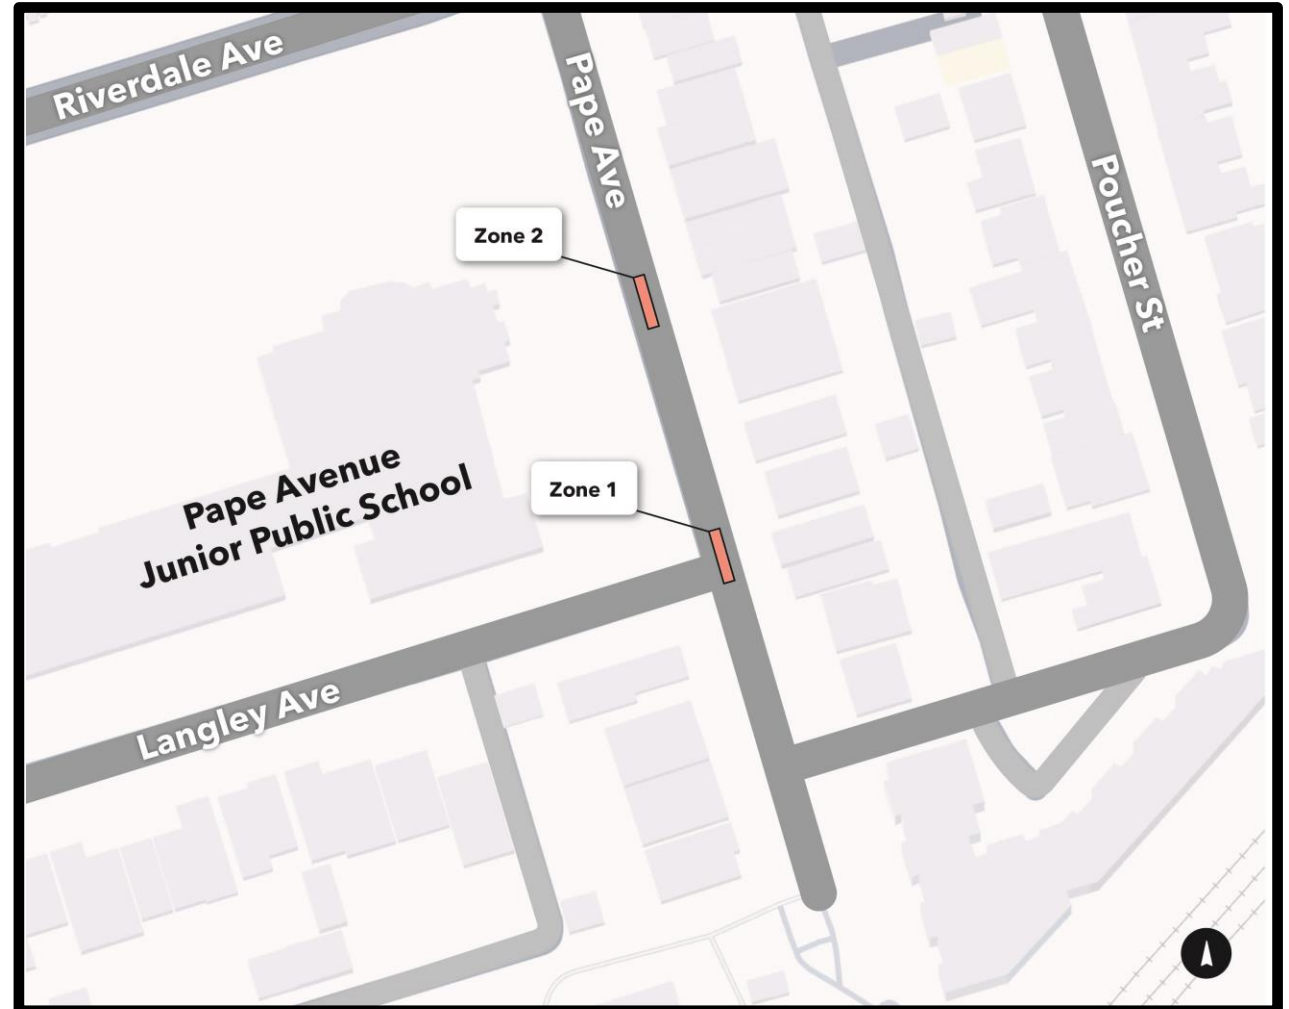 Riverdale Ave
Pape Ave
Poucher St
Zone 2
Pape Avenue
Junior Public School
Zone 1
Langley Ave